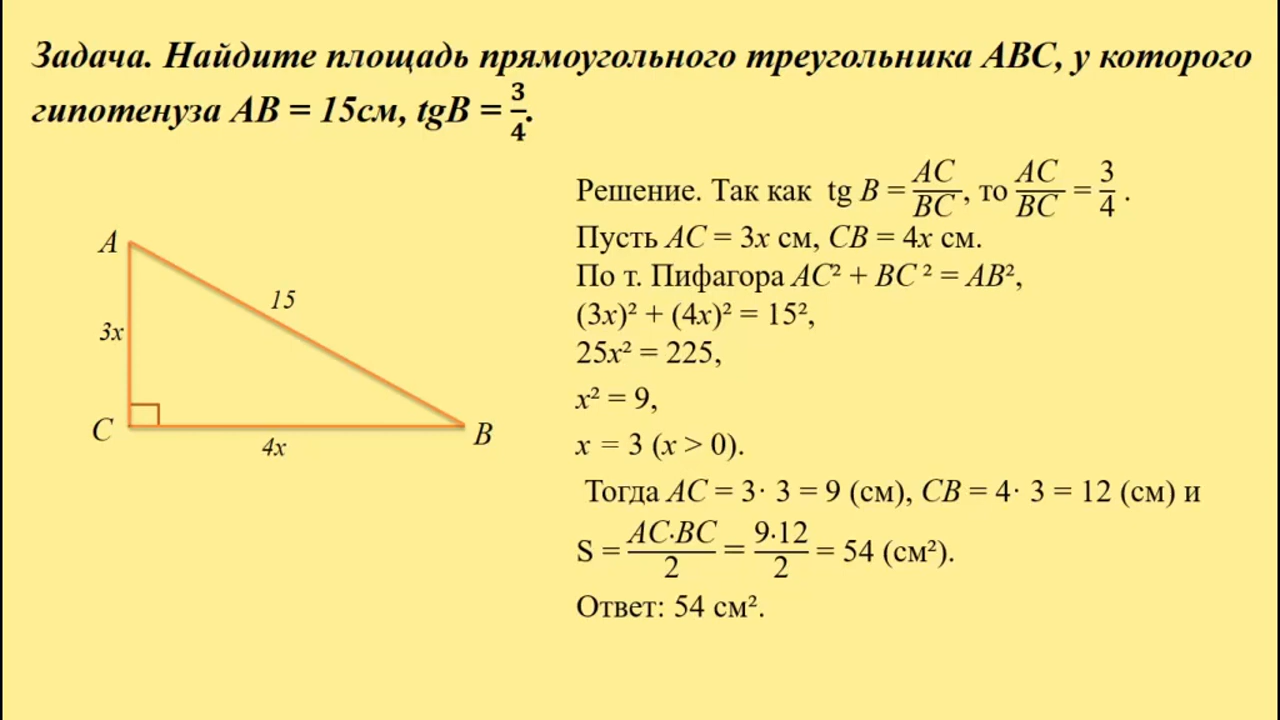 Задача. Найдите площадь прямоугольного треугольника ABC, у которого
гипотенуза AB = 15см, tgB = 3/4.
Решение. Так как tg B = AC/BC, то AC/BC = 3/4 .
Пусть AC = 3x см, CB = 4x см.
По т. Пифагора AC² + BC ² = AB²,
(3x)² + (4x)² = 15²,
25x² = 225,
x² = 9,
x = 3 (x > 0).
Тогда AC = 3· 3 = 9 (см), CB = 4· 3 = 12 (см) и
S = AC·BC/2 = 9·12/2 = 54 (см²).
Ответ: 54 см².
A
15
3x
C
B
4x